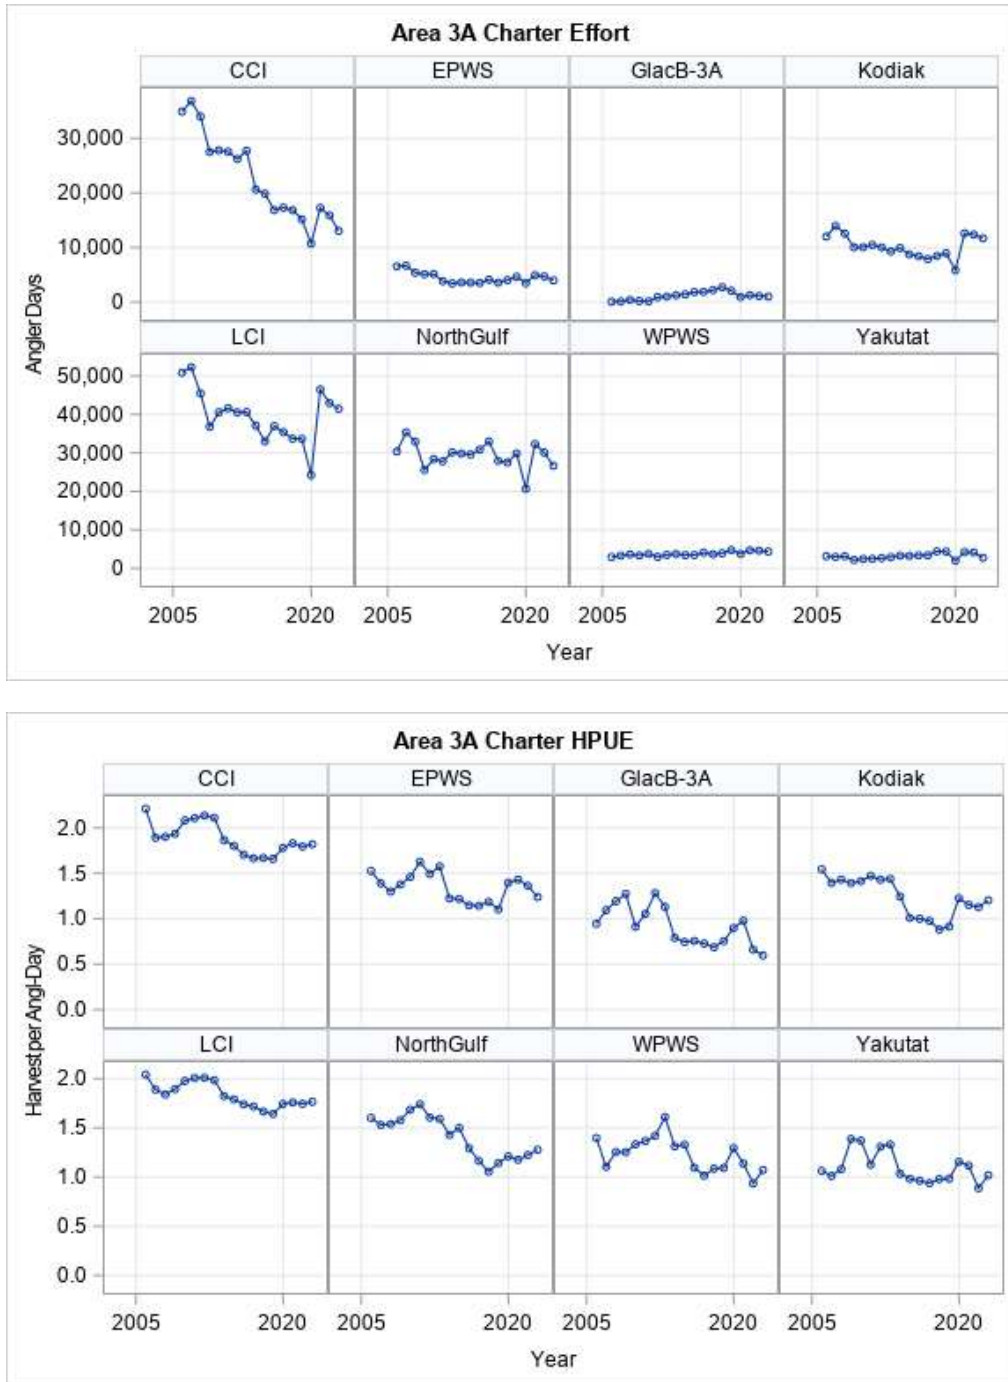 Area 3A Charter Effort
CCI EPWS GlacB-3A Kodiak
30,000
20,000
10,000
0
LCI NorthGulf WPWS Yakutat
50,000
40,000
30,000
20,000
10,000
0
AnglerDays
2005 2020 2005 2020 2005 2020 2005 2020
Year
Area 3A Charter HPUE
CCI EPWS GlacB-3A Kodiak
2.0
1.5
1.0
0.5
0.0
LCI NorthGulf WPWS Yakutat
2.0
1.5
1.0
0.5
0.0
Harvestper Angl-Day
2005 2020 2005 2020 2005 2020 2005 2020
Year